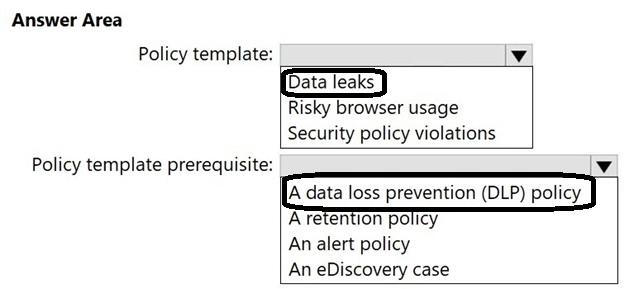 Answer Area
Policy template:
Data leaks
Risky browser usage
Security policy violations
Policy template prerequisite:
A data loss prevention (DLP) policy
A retention policy
An alert policy
An eDiscovery case